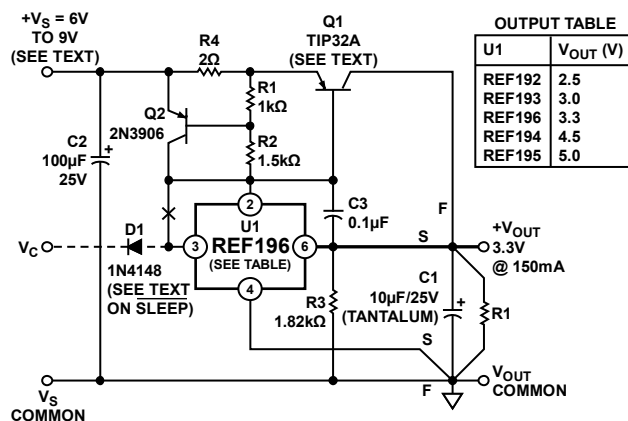 +VS = 6V
TO 9V
(SEE TEXT)
R4
2Ω
Q1
TIP32A
(SEE TEXT)
OUTPUT TABLE
U1
VOUT (V)
REF192
2.5
REF193
3.0
REF196
3.3
REF194
4.5
REF195
5.0
R1
1kΩ
Q2
2N3906
R2
1.5kΩ
C2
100µF
25V
+
C3
0.1µF
F
2
U1
3
REF196
6
(SEE TABLE)
4
S
+VOUT
3.3V
@ 150mA
VC
D1
1N4148
(SEE TEXT
ON S̅L̅E̅E̅P̅)
R3
1.82kΩ
C1
10µF/25V
(TANTALUM)
+
R1
S
F
VS
COMMON
VOUT
COMMON